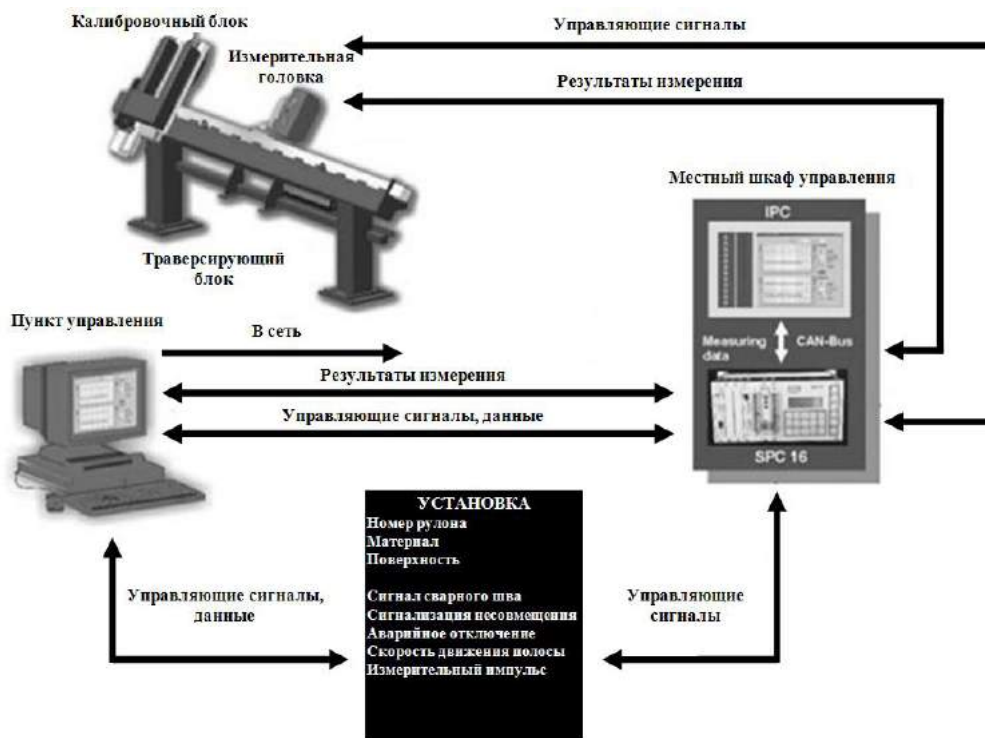 Калибровочный блок
Управляющие сигналы
Измерительная
головка
Результаты измерения
Местный шкаф управления
IPC
Траверсирующий
блок
Пункт управления
В сеть
Measuring
data
CAN-Bus
Результаты измерения
Управляющие сигналы, данные
SPC 16
УСТАНОВКА
Номер рулона
Материал
Поверхность
Сигнал сварного шва
Сигнализация несовмещения
Аварийное отключение
Скорость движения полосы
Измерительный импульс
Управляющие сигналы,
данные
Управляющие
сигналы